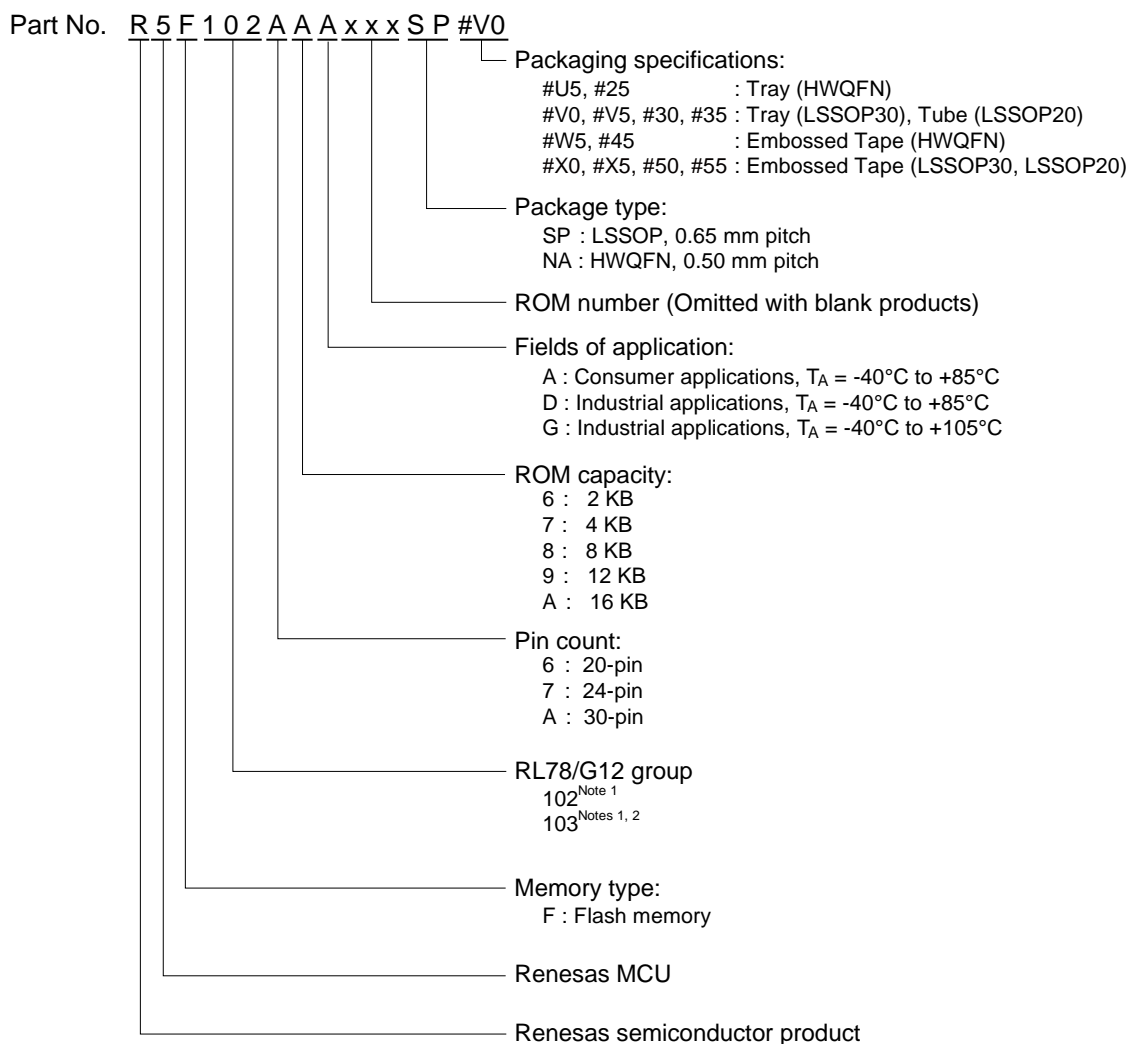 Part No. R 5 F 1 0 2 A A A x x x S P #V0
Packaging specifications:
#U5, #25 : Tray (HWQFN)
#V0, #V5, #30, #35 : Tray (LSSOP30), Tube (LSSOP20)
#W5, #45 : Embossed Tape (HWQFN)
#X0, #X5, #50, #55 : Embossed Tape (LSSOP30, LSSOP20)
Package type:
SP : LSSOP, 0.65 mm pitch
NA : HWQFN, 0.50 mm pitch
ROM number (Omitted with blank products)
Fields of application:
A : Consumer applications, TA = -40°C to +85°C
D : Industrial applications, TA = -40°C to +85°C
G : Industrial applications, TA = -40°C to +105°C
ROM capacity:
6 : 2 KB
7 : 4 KB
8 : 8 KB
9 : 12 KB
A : 16 KB
Pin count:
6 : 20-pin
7 : 24-pin
A : 30-pin
RL78/G12 group
102Note 1
103Notes 1, 2
Memory type:
F : Flash memory
Renesas MCU
Renesas semiconductor product